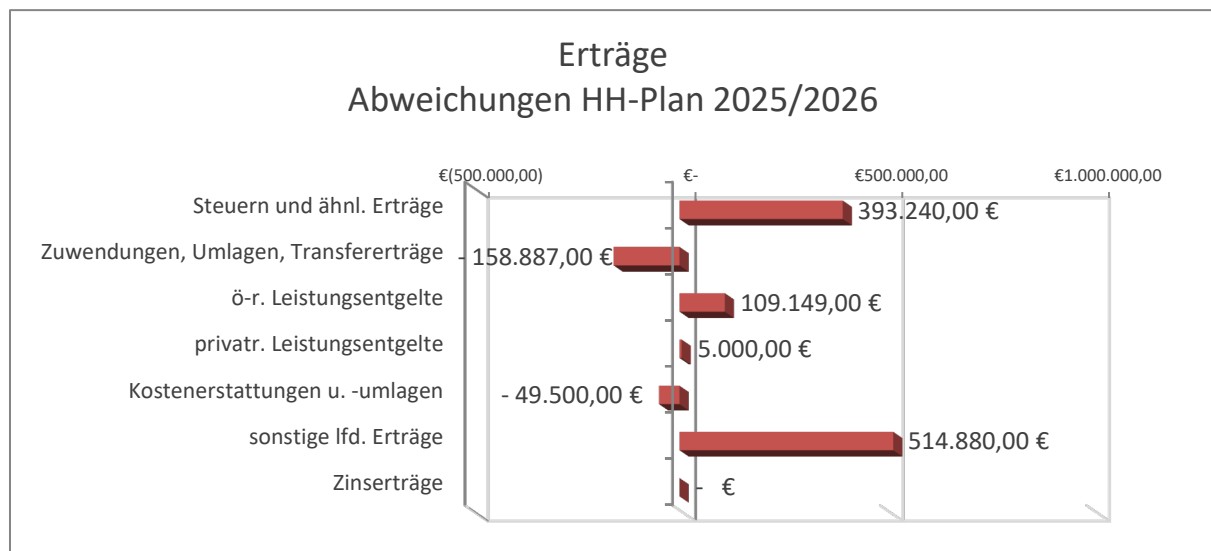 Erträge
Abweichungen HH-Plan 2025/2026
€(500.000,00) €- €500.000,00 €1.000.000,00
Steuern und ähnl. Erträge 393.240,00 €
Zuwendungen, Umlagen, Transfererträge - 158.887,00 €
ö-r. Leistungsentgelte 109.149,00 €
privatr. Leistungsentgelte 5.000,00 €
Kostenerstattungen u. -umlagen - 49.500,00 €
sonstige lfd. Erträge 514.880,00 €
Zinserträge - €